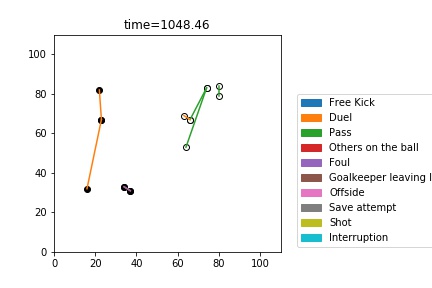 time=1048.46
100
80
60
40
20
0
0 20 40 60 80 100
Free Kick
Duel
Pass
Others on the ball
Foul
Goalkeeper leaving l
Offside
Save attempt
Shot
Interruption